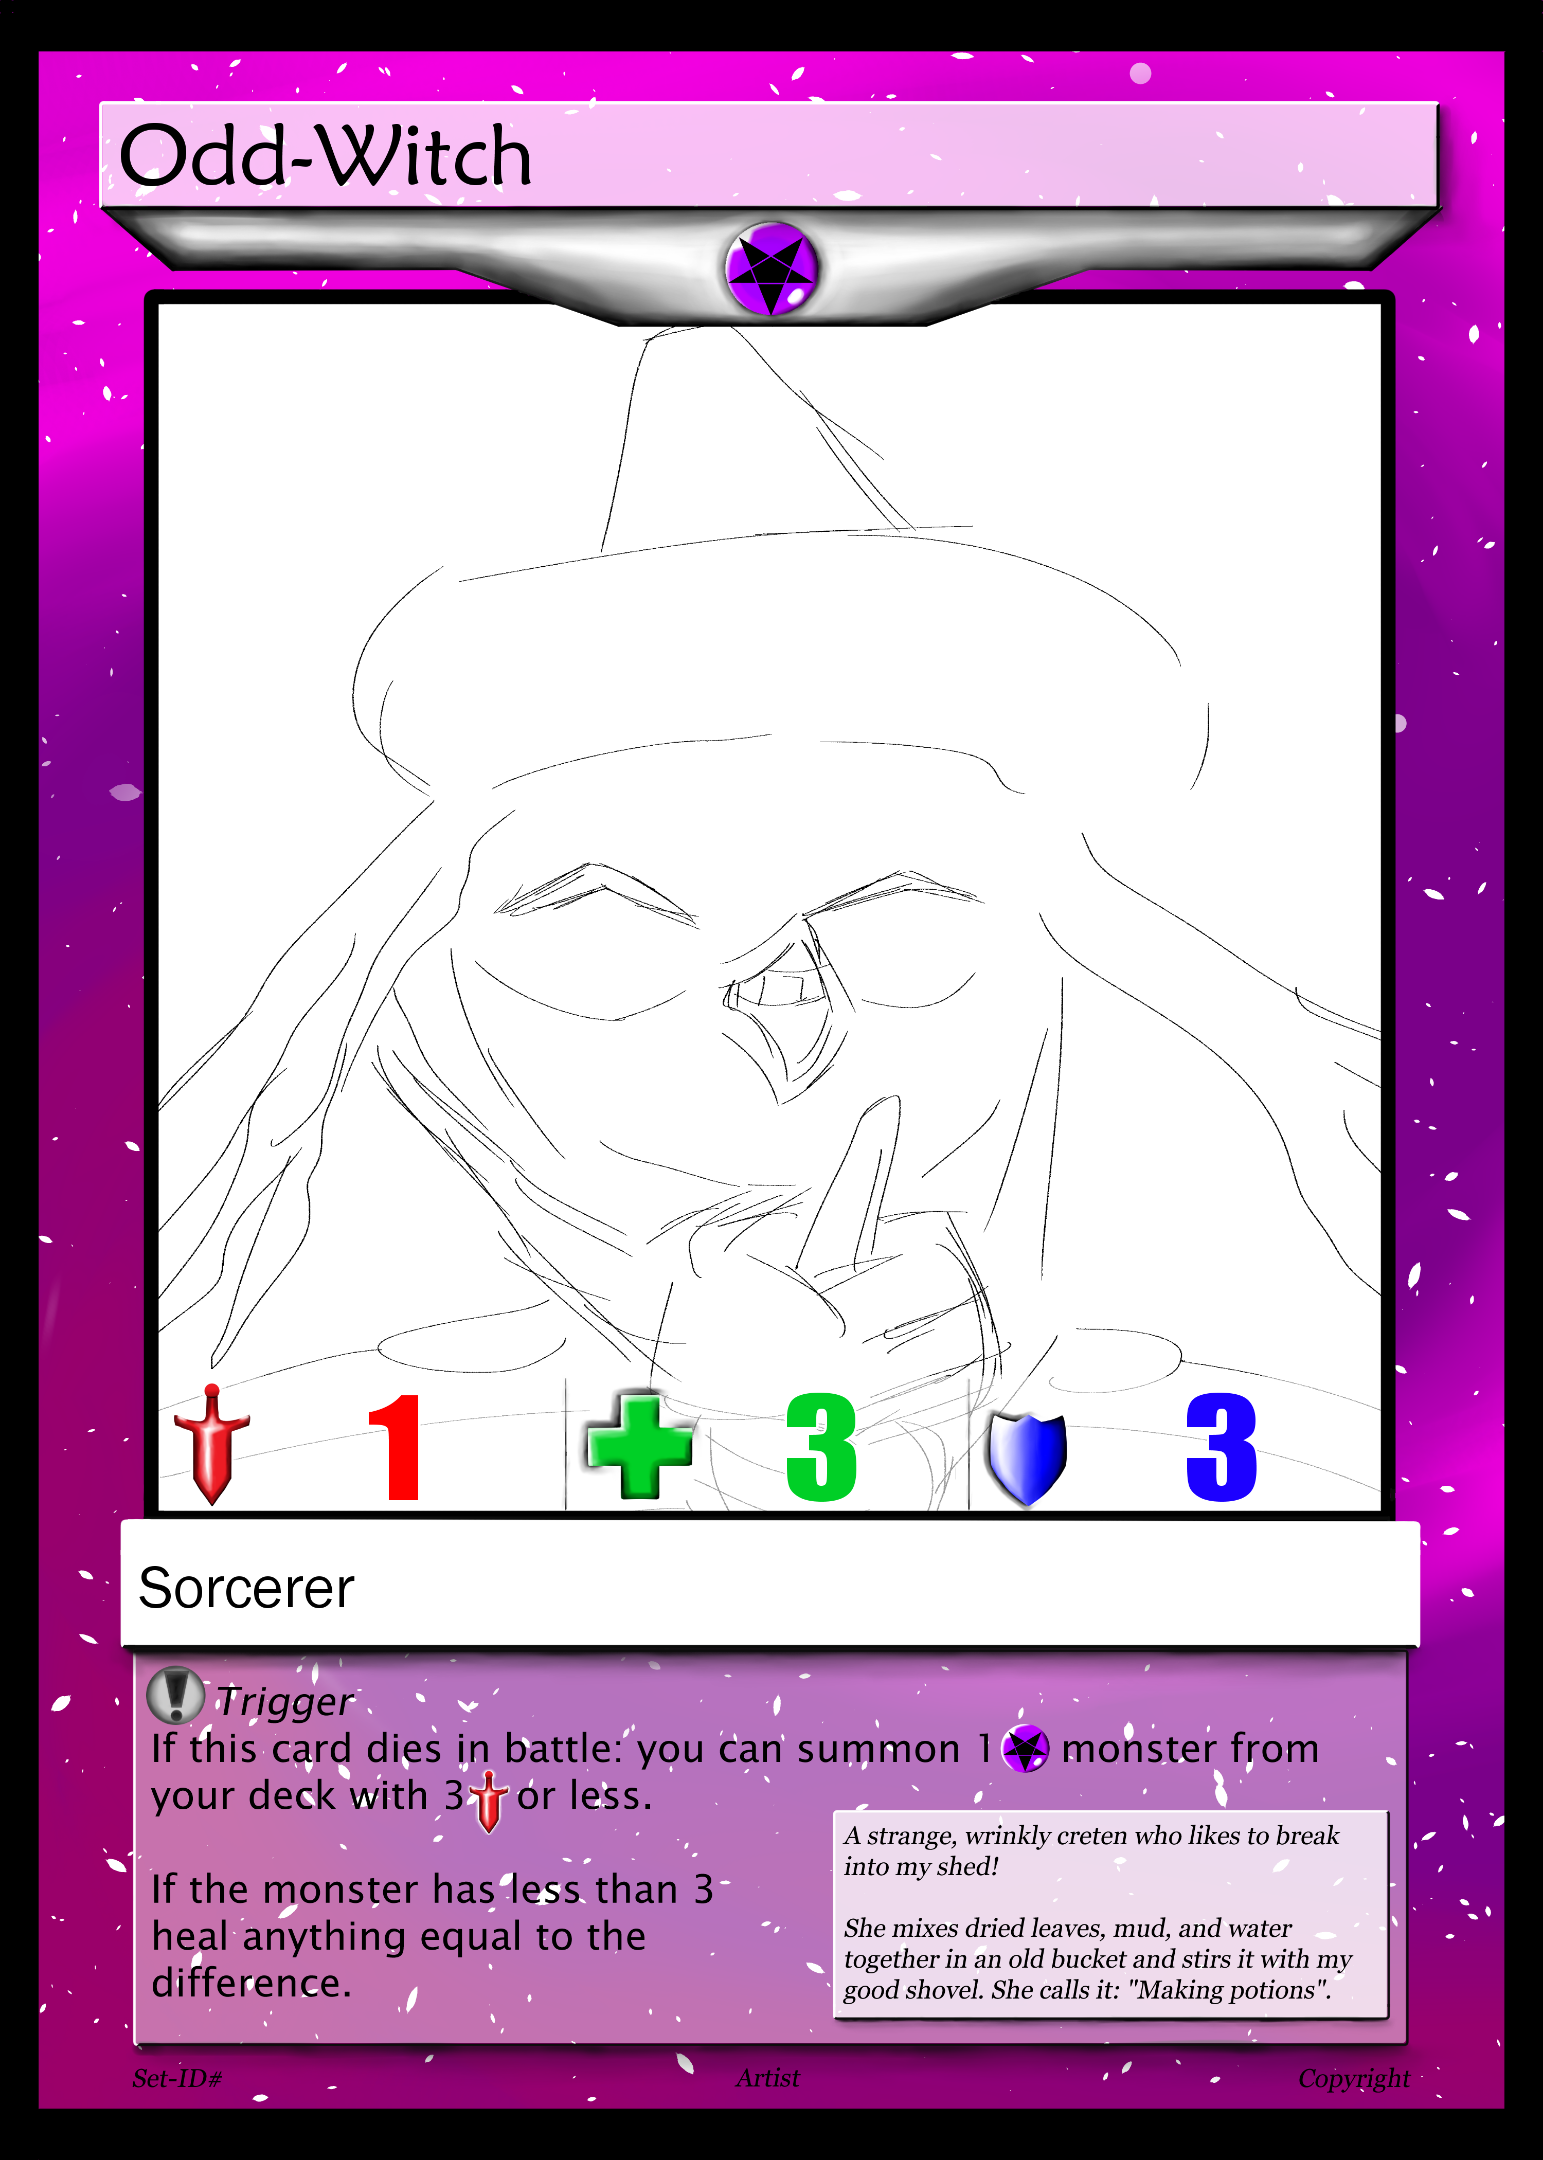 Odd-Witch
1
3
3
Sorcerer
Trigger
If this card dies in battle: you can summon 1 monster from
your deck with 3 or less.
If the monster has less than 3
heal anything equal to the
difference.
A strange, wrinkly creten who likes to break
into my shed!
She mixes dried leaves, mud, and water
together in an old bucket and stirs it with my
good shovel. She calls it: "Making potions".
Set-ID#
Artist
Copyright